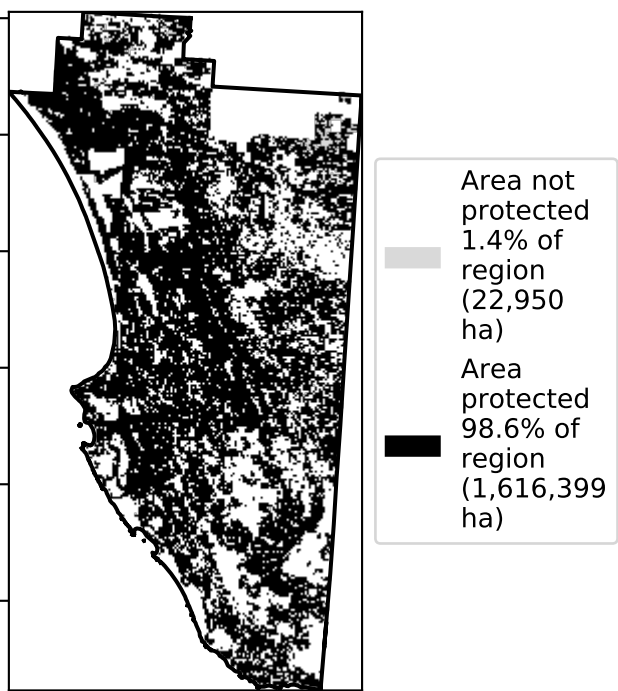 Area not
protected
1.4% of
region
(22,950
ha)
Area
protected
98.6% of
region
(1,616,399
ha)